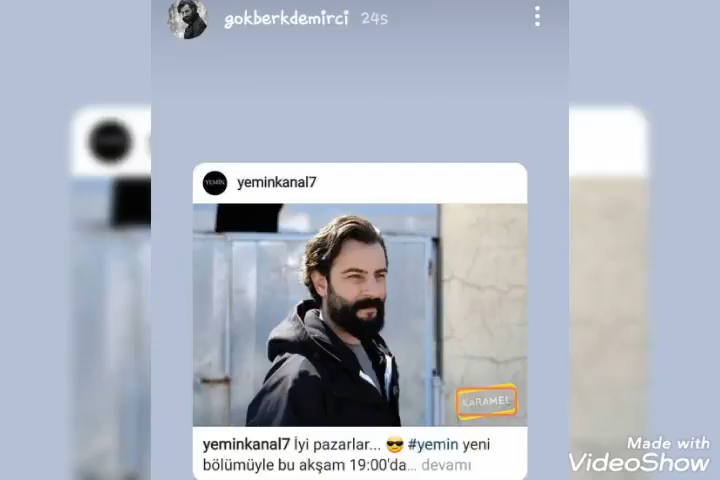 gokberkdemirci 24s
YEMİN yeminkanal7
KARAMEL
yeminkanal7 İyi pazarlar... 😎 #yemin yeni
bölümüyle bu akşam 19:00'da... devamı
Made with
VideoShow